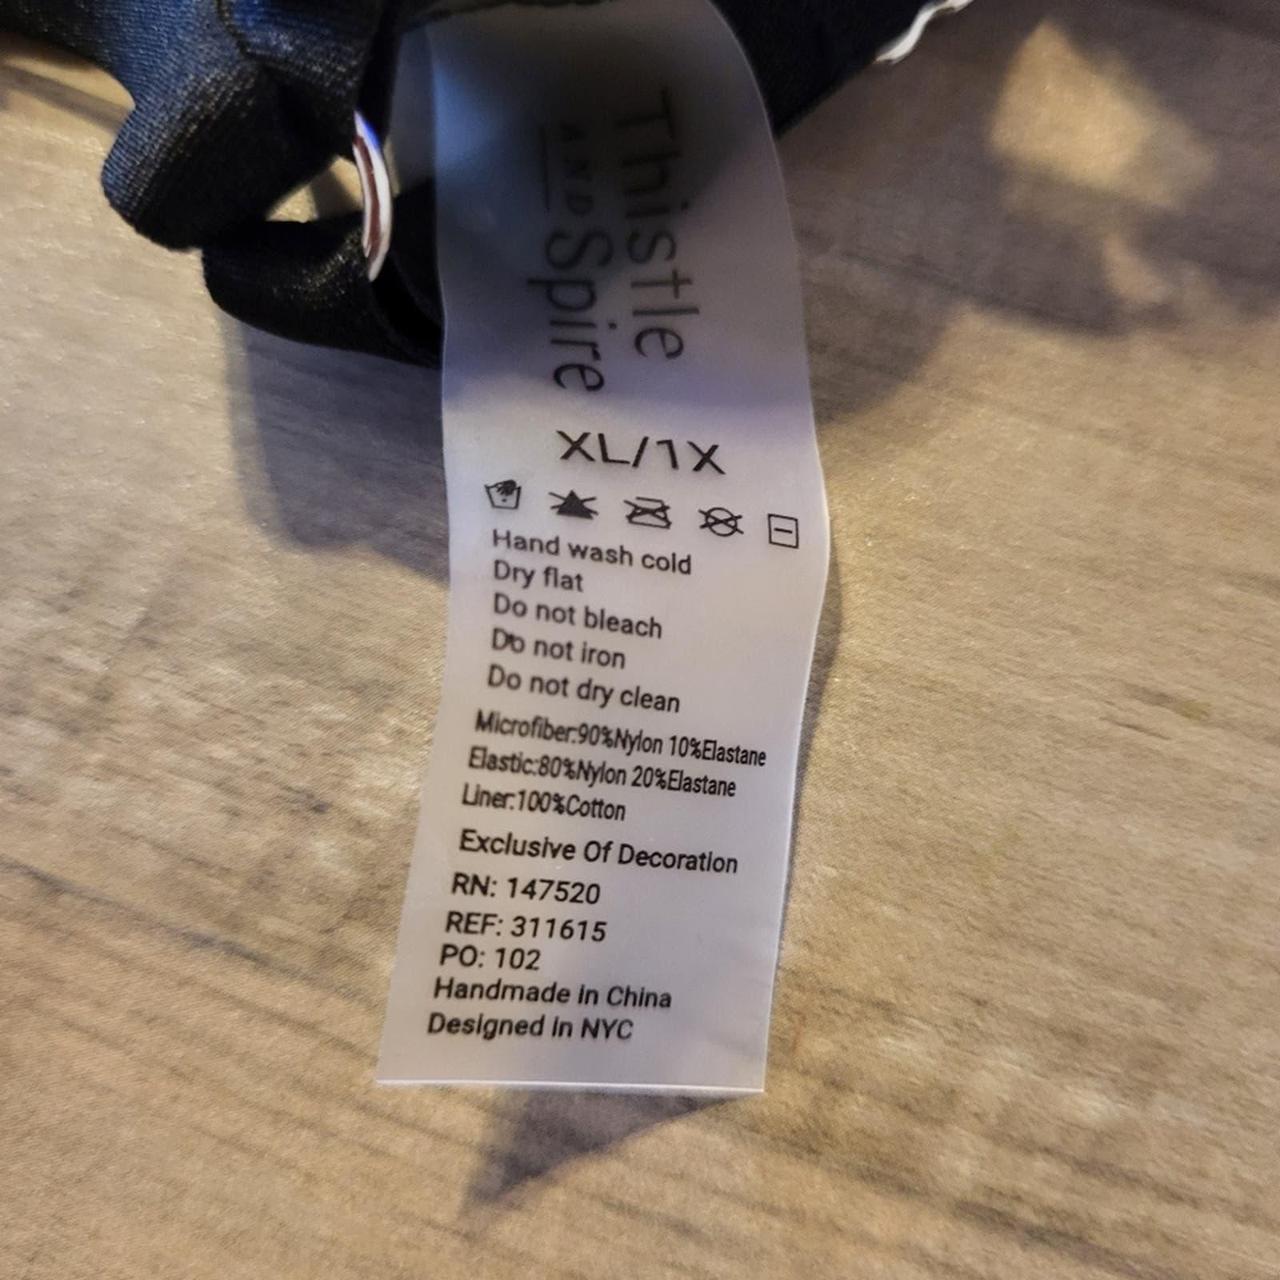 Thistle
AND Spire
XL/1X
Hand wash cold
Dry flat
Do not bleach
Do not iron
Do not dry clean
Microfiber:90%Nylon 10%Elastane
Elastic:80%Nylon 20%Elastane
Liner:100%Cotton
Exclusive Of Decoration
RN: 147520
REF: 311615
PO: 102
Handmade in China
Designed in NYC